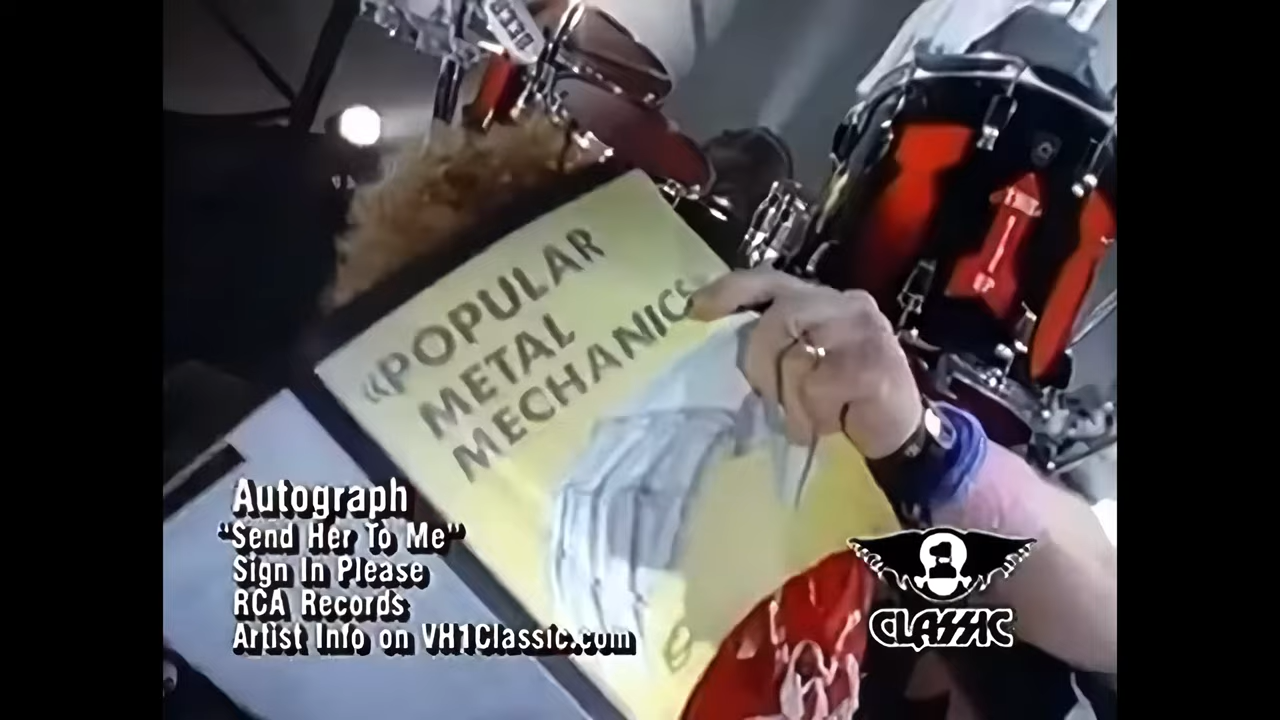 «POPULAR
METAL
MECHANICS»
Autograph
"Send Her To Me"
Sign In Please
RCA Records
Artist Info on VH1Classic.com
1
CLASSIC